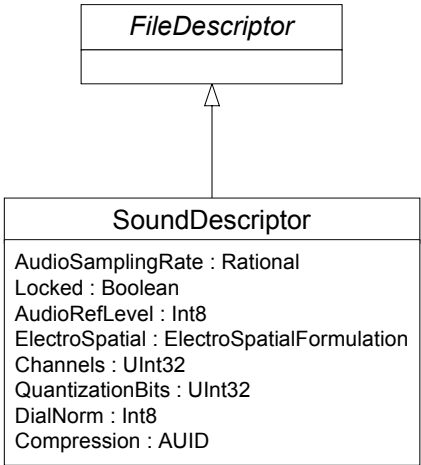 FileDescriptor
SoundDescriptor
AudioSamplingRate : Rational
Locked : Boolean
AudioRefLevel : Int8
ElectroSpatial : ElectroSpatialFormulation
Channels : UInt32
QuantizationBits : UInt32
DialNorm : Int8
Compression : AUID